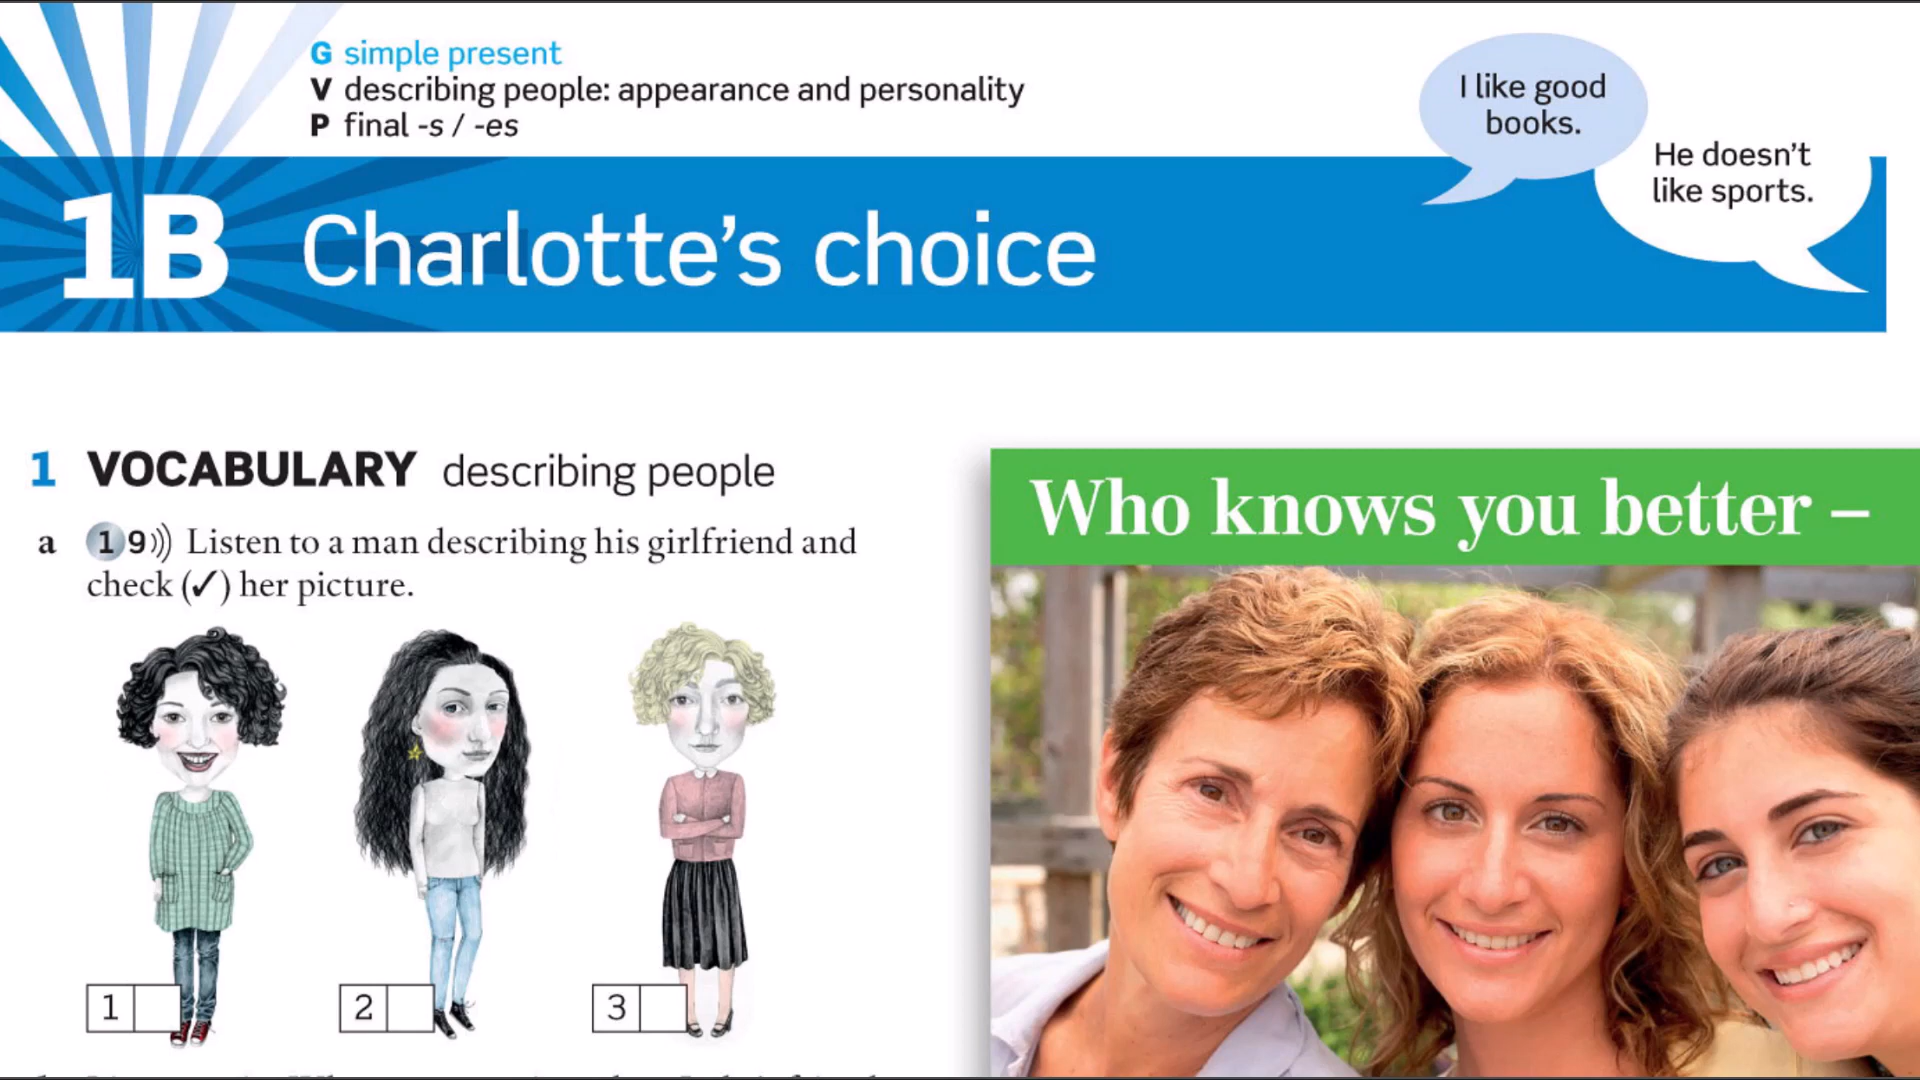 G simple present
V describing people: appearance and personality
P final -s / -es
I like good
books.
He doesn't
like sports.
1B Charlotte's choice
1 VOCABULARY describing people
a 1 9 Listen to a man describing his girlfriend and
check (✓) her picture.
1
2
3
Who knows you better –